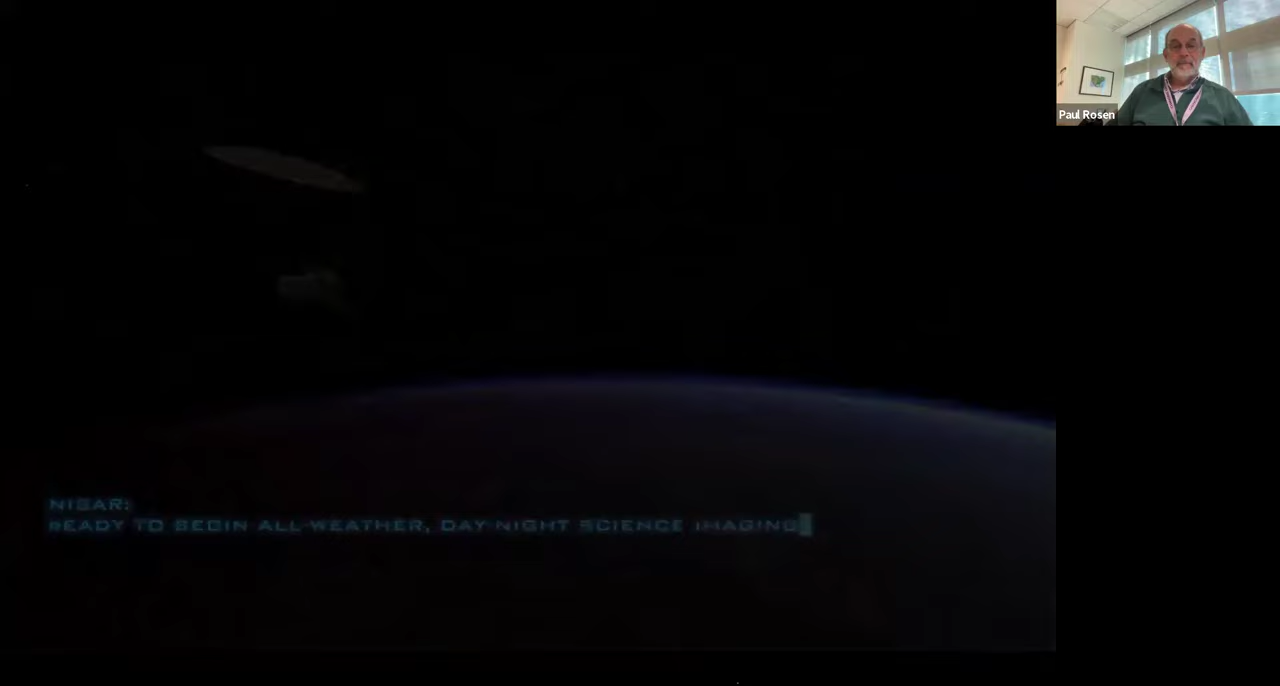 NISAR:
READY TO BEGIN ALL-WEATHER, DAY-NIGHT SCIENCE IMAGING
Paul Rosen